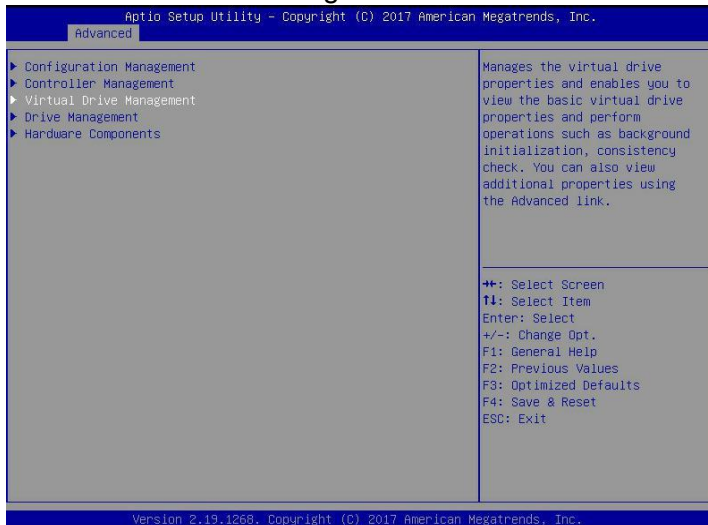 Aptio Setup Utility – Copyright (C) 2017 American Megatrends, Inc.
Advanced
Configuration Management
Controller Management
Virtual Drive Management
Drive Management
Hardware Components
Manages the virtual drive
properties and enables you to
view the basic virtual drive
properties and perform
operations such as background
initialization, consistency
check. You can also view
additional properties using
the Advanced link.
→←: Select Screen
↑↓: Select Item
Enter: Select
+/-: Change Opt.
F1: General Help
F2: Previous Values
F3: Optimized Defaults
F4: Save & Reset
ESC: Exit
Version 2.19.1268. Copyright (C) 2017 American Megatrends, Inc.